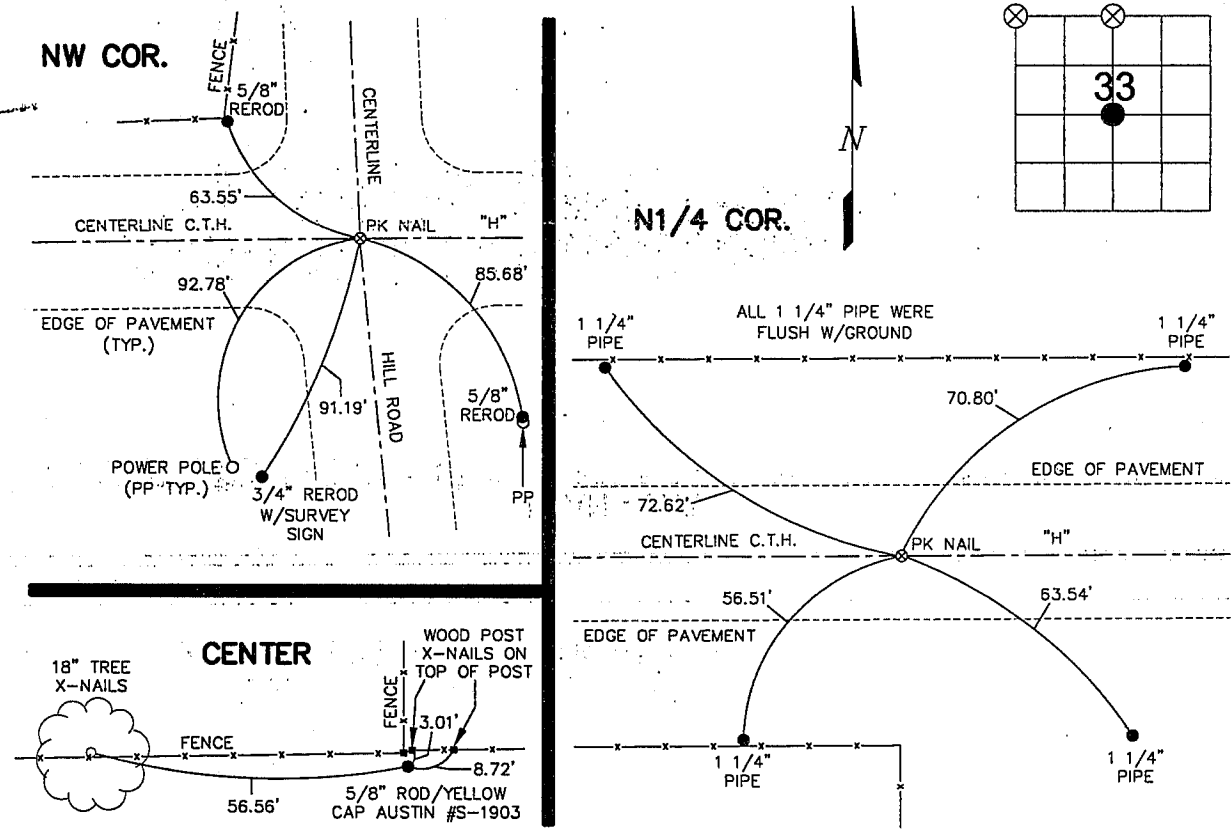 NW COR.
FENCE
5/8"
REROD
CENTERLINE
63.55'
CENTERLINE C.T.H.
PK NAIL
"H"
92.78'
85.68'
EDGE OF PAVEMENT
(TYP.)
HILL ROAD
91.19'
5/8"
REROD
POWER POLE
(PP TYP.)
3/4" REROD
W/SURVEY
SIGN
PP
CENTER
18" TREE
X-NAILS
WOOD POST
X-NAILS ON
TOP OF POST
FENCE
FENCE
3.01'
8.72'
56.56'
5/8" ROD/YELLOW
CAP AUSTIN #S-1903
N
33
N1/4 COR.
ALL 1 1/4" PIPE WERE
FLUSH W/GROUND
1 1/4"
PIPE
1 1/4"
PIPE
70.80'
EDGE OF PAVEMENT
72.62'
CENTERLINE C.T.H.
PK NAIL
"H"
56.51'
63.54'
EDGE OF PAVEMENT
1 1/4"
PIPE
1 1/4"
PIPE